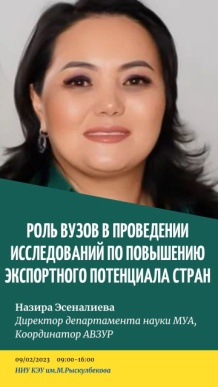 РОЛЬ ВУЗОВ В ПРОВЕДЕНИИ
ИССЛЕДОВАНИЙ ПО ПОВЫШЕНИЮ
ЭКСПОРТНОГО ПОТЕНЦИАЛА СТРАН
Назира Эсеналиева
Директор департамента науки МУА,
Координатор АВЗУР
09/02/2023 09:00-16:00
НИУ КЭУ им.М.Рыскулбекова